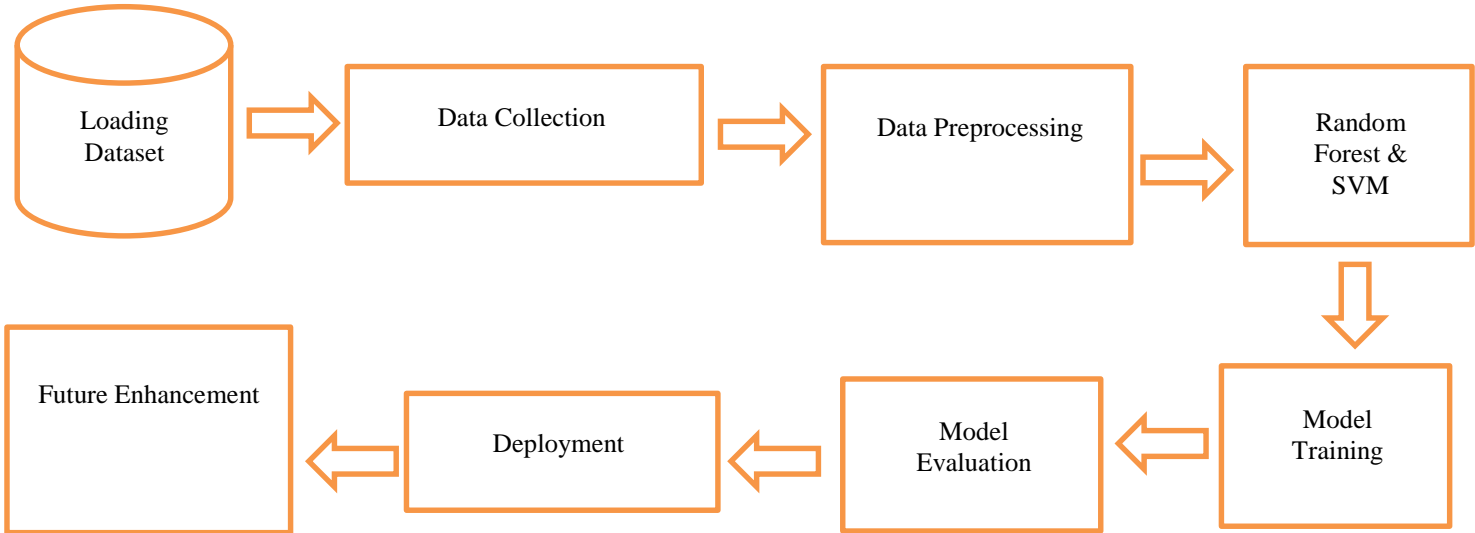 Loading
Dataset
Data Collection
Data Preprocessing
Random
Forest &
SVM
Model
Training
Model
Evaluation
Deployment
Future Enhancement